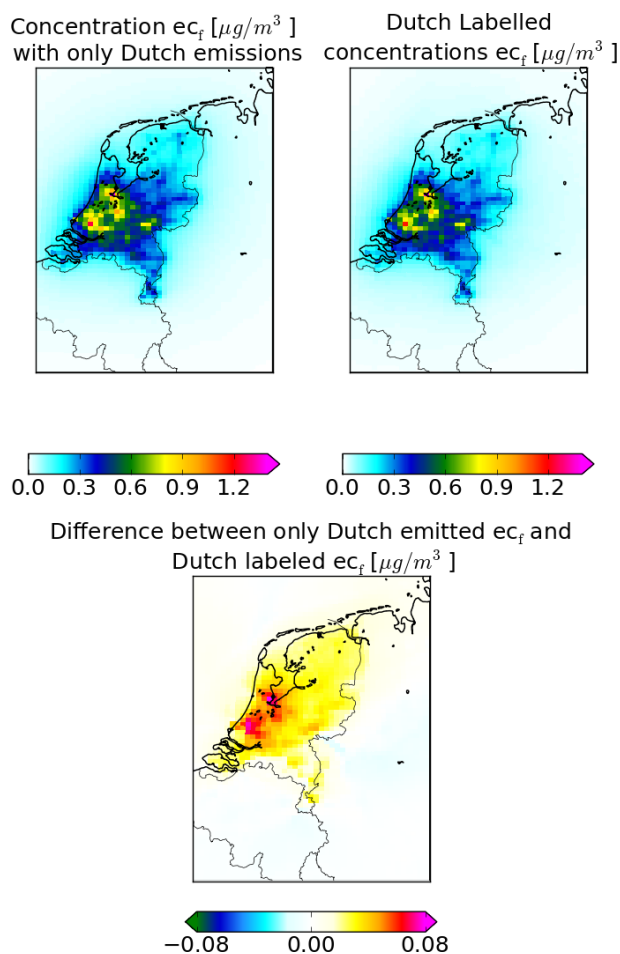 Concentration ec_f [μg/m³ ]
with only Dutch emissions
Dutch Labelled
concentrations ec_f [μg/m³ ]
0.0 0.3 0.6 0.9 1.2
0.0 0.3 0.6 0.9 1.2
Difference between only Dutch emitted ec_f and
Dutch labeled ec_f [μg/m³ ]
−0.08 0.00 0.08